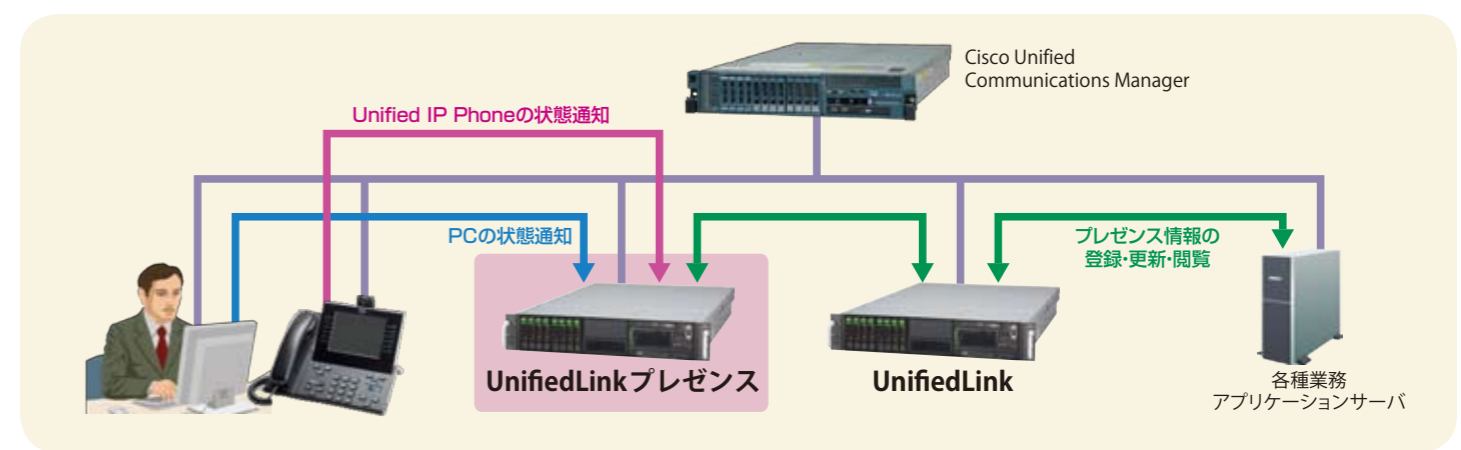 Cisco Unified
Communications Manager
Unified IP Phoneの状態通知
PCの状態通知
プレゼンス情報の
登録・更新・閲覧
UnifiedLinkプレゼンス
UnifiedLink
各種業務
アプリケーションサーバ